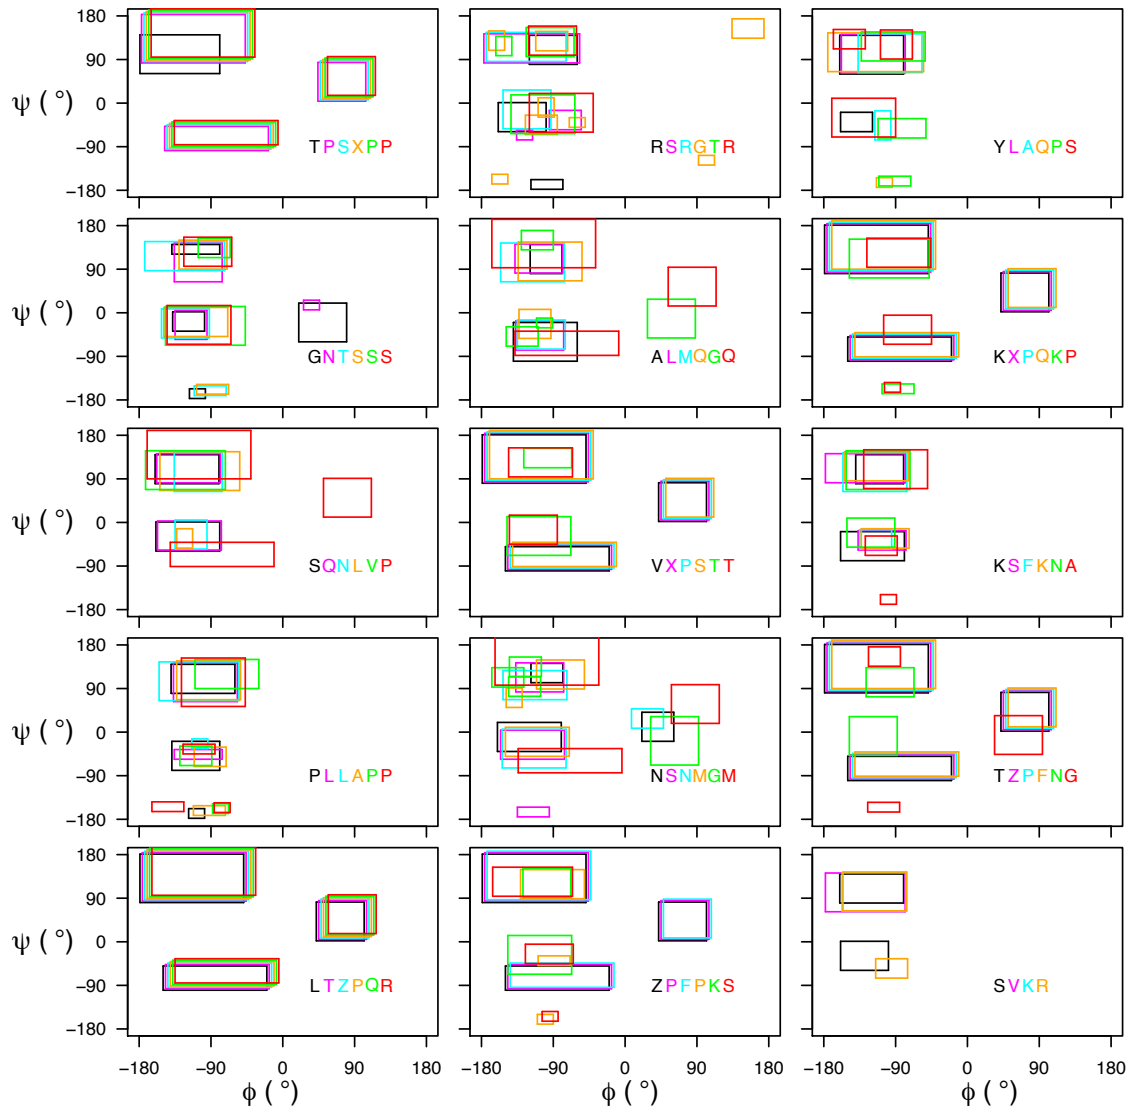 180 90 0 −90 −180 ψ (°) TPSXPP RSRGTR YLAQPS
180 90 0 −90 −180 ψ (°) GNTSSS ALMQGQ KXPQKP
180 90 0 −90 −180 ψ (°) SQNLVP VXPSTT KSFKNA
180 90 0 −90 −180 ψ (°) PLLAPP NSNMGM TZPFNG
180 90 0 −90 −180 ψ (°) LTZPQR ZPFPKS SVKR
−180 −90 0 90 180 −180 −90 0 90 180 −180 −90 0 90 180
ϕ (°) ϕ (°) ϕ (°)